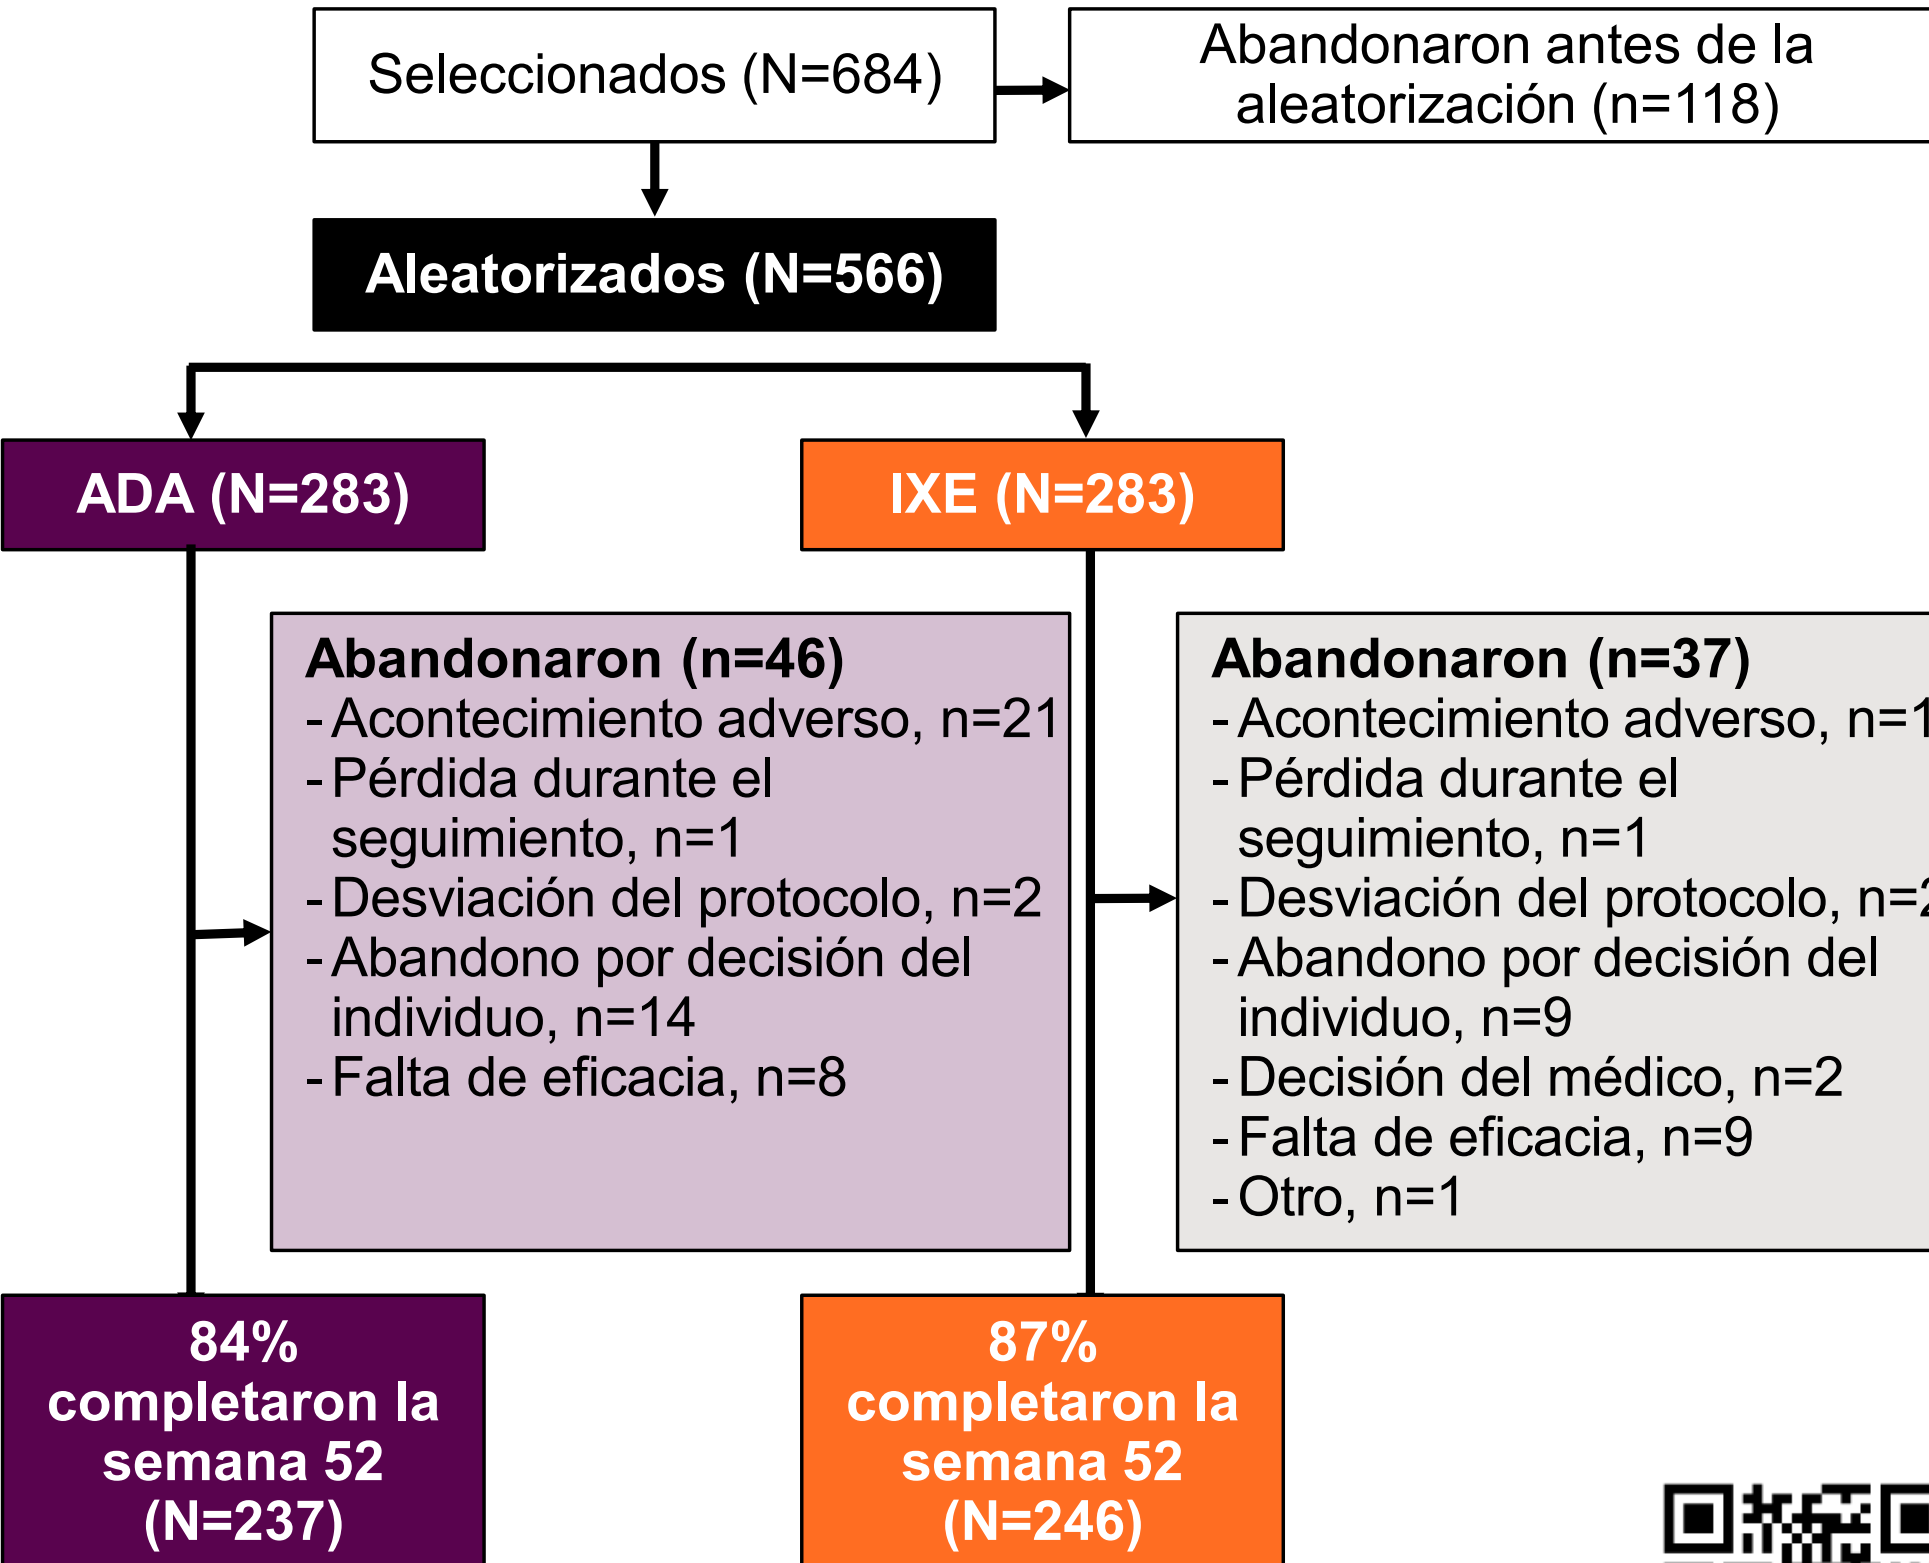 Seleccionados (N=684)
Abandonaron antes de la
aleatorización (n=118)
Aleatorizados (N=566)
ADA (N=283)
IXE (N=283)
Abandonaron (n=46)
- Acontecimiento adverso, n=21
- Pérdida durante el
seguimiento, n=1
- Desviación del protocolo, n=2
- Abandono por decisión del
individuo, n=14
- Falta de eficacia, n=8
Abandonaron (n=37)
- Acontecimiento adverso, n=1
- Pérdida durante el
seguimiento, n=1
- Desviación del protocolo, n=2
- Abandono por decisión del
individuo, n=9
- Decisión del médico, n=2
- Falta de eficacia, n=9
- Otro, n=1
84%
completaron la
semana 52
(N=237)
87%
completaron la
semana 52
(N=246)